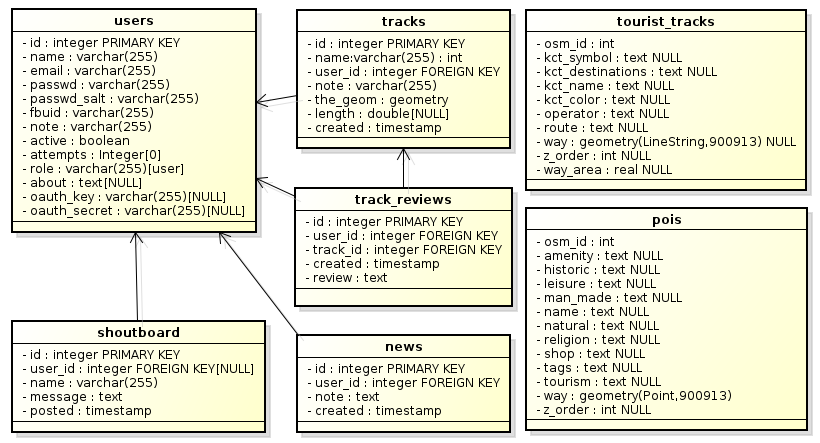 users
- id : integer PRIMARY KEY
- name : varchar(255)
- email : varchar(255)
- passwd : varchar(255)
- passwd_salt : varchar(255)
- fbuid : varchar(255)
- note : varchar(255)
- active : boolean
- attempts : Integer[0]
- role : varchar(255)[user]
- about : text[NULL]
- oauth_key : varchar(255)[NULL]
- oauth_secret : varchar(255)[NULL]
tracks
- id : integer PRIMARY KEY
- name:varchar(255) : int
- user_id : integer FOREIGN KEY
- note : varchar(255)
- the_geom : geometry
- length : double[NULL]
- created : timestamp
tourist_tracks
- osm_id : int
- kct_symbol : text NULL
- kct_destinations : text NULL
- kct_name : text NULL
- kct_color : text NULL
- operator : text NULL
- route : text NULL
- way : geometry(LineString,900913) NULL
- z_order : int NULL
- way_area : real NULL
track_reviews
- id : integer PRIMARY KEY
- user_id : integer FOREIGN KEY
- track_id : integer FOREIGN KEY
- created : timestamp
- review : text
pois
- osm_id : int
- amenity : text NULL
- historic : text NULL
- leisure : text NULL
- man_made : text NULL
- name : text NULL
- natural : text NULL
- religion : text NULL
- shop : text NULL
- tags : text NULL
- tourism : text NULL
- way : geometry(Point,900913)
- z_order : int NULL
shoutboard
- id : integer PRIMARY KEY
- user_id : integer FOREIGN KEY[NULL]
- name : varchar(255)
- message : text
- posted : timestamp
news
- id : integer PRIMARY KEY
- user_id : integer FOREIGN KEY
- note : text
- created : timestamp